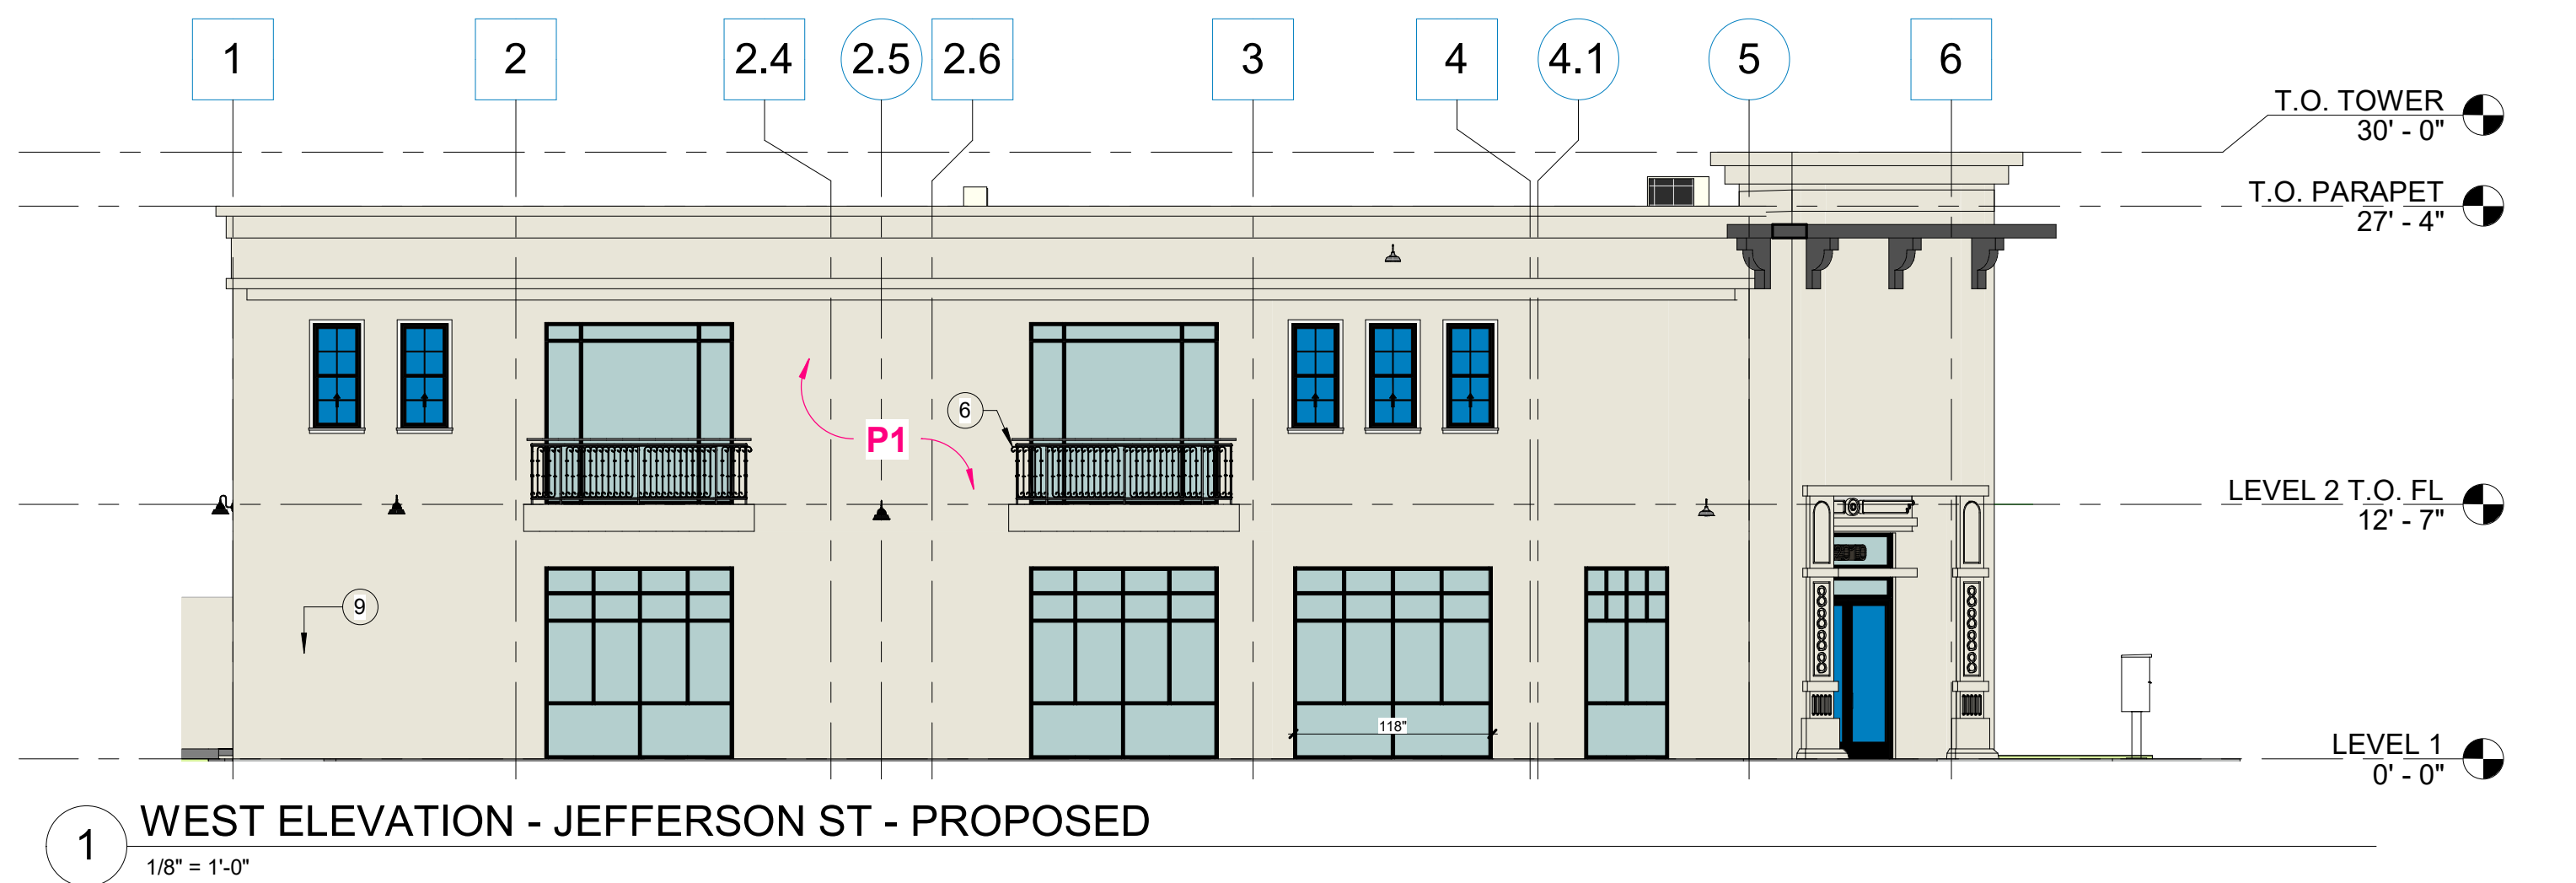 1 2 2.4 2.5 2.6 3 4 4.1 5 6
T.O. TOWER
30' - 0"
T.O. PARAPET
27' - 4"
6
P1
LEVEL 2 T.O. FL
12' - 7"
9
118"
LEVEL 1
0' - 0"
1 WEST ELEVATION - JEFFERSON ST - PROPOSED
1/8" = 1'-0"